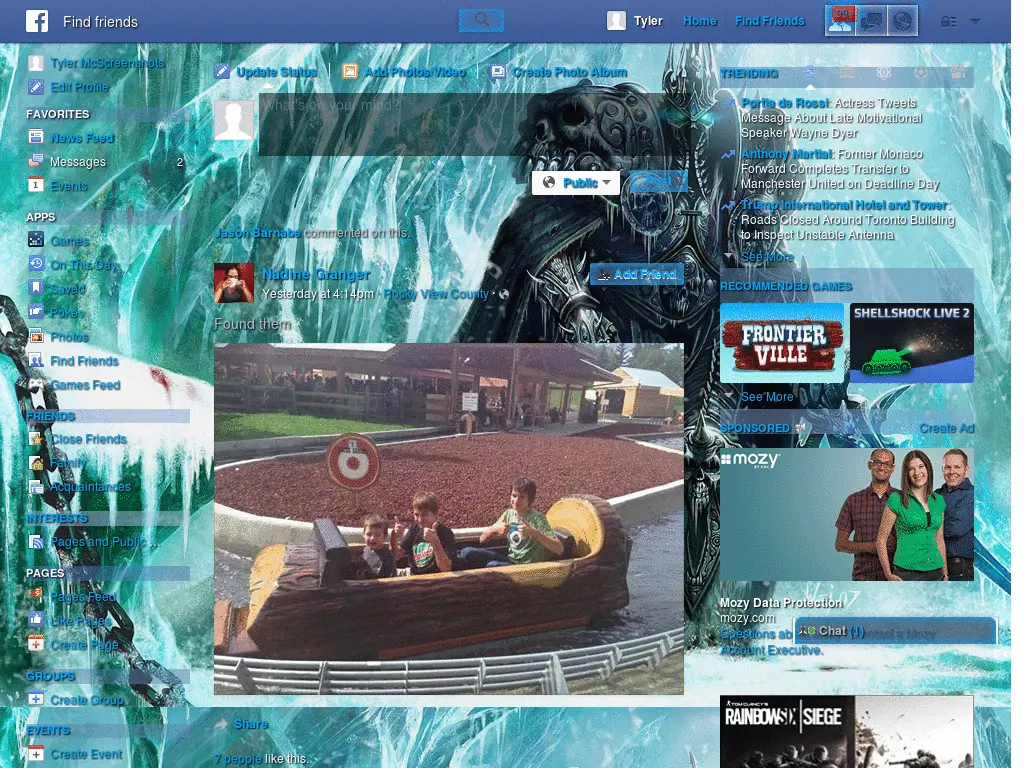 Find friends
Tyler
Home
Find Friends
Tyler McScreenshots
Edit Profile
FAVORITES
News Feed
Messages 2
Events
APPS
Games
On This Day
Saved
Pokes
Photos
Find Friends
Games Feed
FRIENDS
Close Friends
Family
Acquaintances
INTERESTS
Pages and Public...
PAGES
Pages Feed
Like Pages
Create Page
GROUPS
Create Group
EVENTS
Create Event
Update Status
Add Photos/Video
Create Photo Album
What's on your mind?
Public
Post
Jason Barnabe commented on this.
Nadine Granger
Add Friend
Yesterday at 4:14pm · Rocky View County ·
Found them
Share
7 people like this.
TRENDING
Portia de Rossi: Actress Tweets
Message About Late Motivational
Speaker Wayne Dyer
Anthony Martial: Former Monaco
Forward Completes Transfer to
Manchester United on Deadline Day
Trump International Hotel and Tower:
Roads Closed Around Toronto Building
to Inspect Unstable Antenna
See More
RECOMMENDED GAMES
FRONTIER
VILLE
SHELLSHOCK LIVE 2
See More
SPONSORED
Create Ad
mozy
Mozy Data Protection
mozy.com
Questions ab
Chat (1)
Account Executive.
TOM CLANCY'S
RAINBOW SIX SIEGE